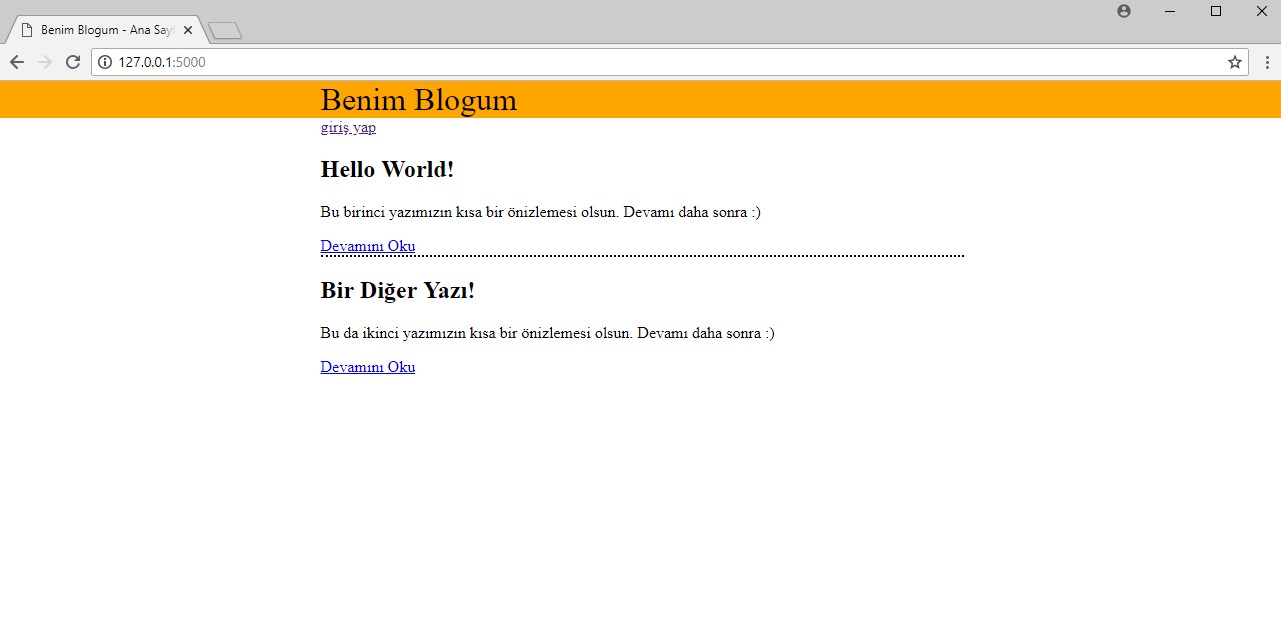 Benim Blogum - Ana Say
127.0.0.1:5000
Benim Blogum
giriş yap
Hello World!
Bu birinci yazımızın kısa bir önizlemesi olsun. Devamı daha sonra :)
Devamını Oku
Bir Diğer Yazı!
Bu da ikinci yazımızın kısa bir önizlemesi olsun. Devamı daha sonra :)
Devamını Oku